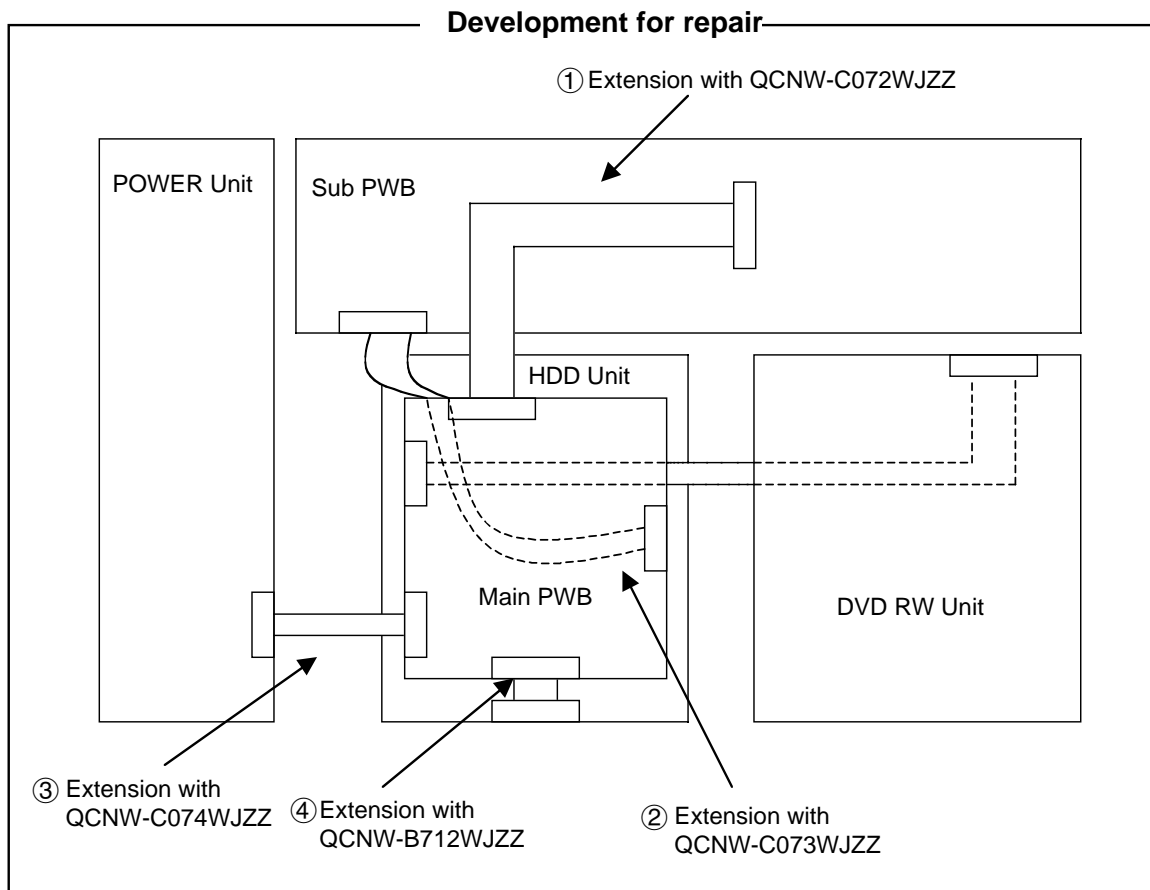 Development for repair
① Extension with QCNW-C072WJZZ
POWER Unit
Sub PWB
HDD Unit
Main PWB
DVD RW Unit
③ Extension with
QCNW-C074WJZZ
④ Extension with
QCNW-B712WJZZ
② Extension with
QCNW-C073WJZZ